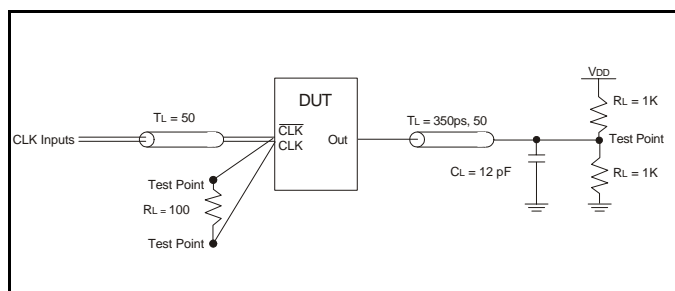 VDD
RL = 1K
DUT
TL = 50
TL = 350ps, 50
CLK
CLK Inputs
CLK
Out
Test Point
Test Point
CL = 12 pF
RL = 1K
RL = 100
Test Point